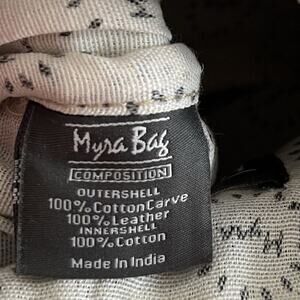 Myra Bag
COMPOSITION
OUTERSHELL
100%CottonCarve
100%Leather
INNERSHELL
100%Cotton
Made In India